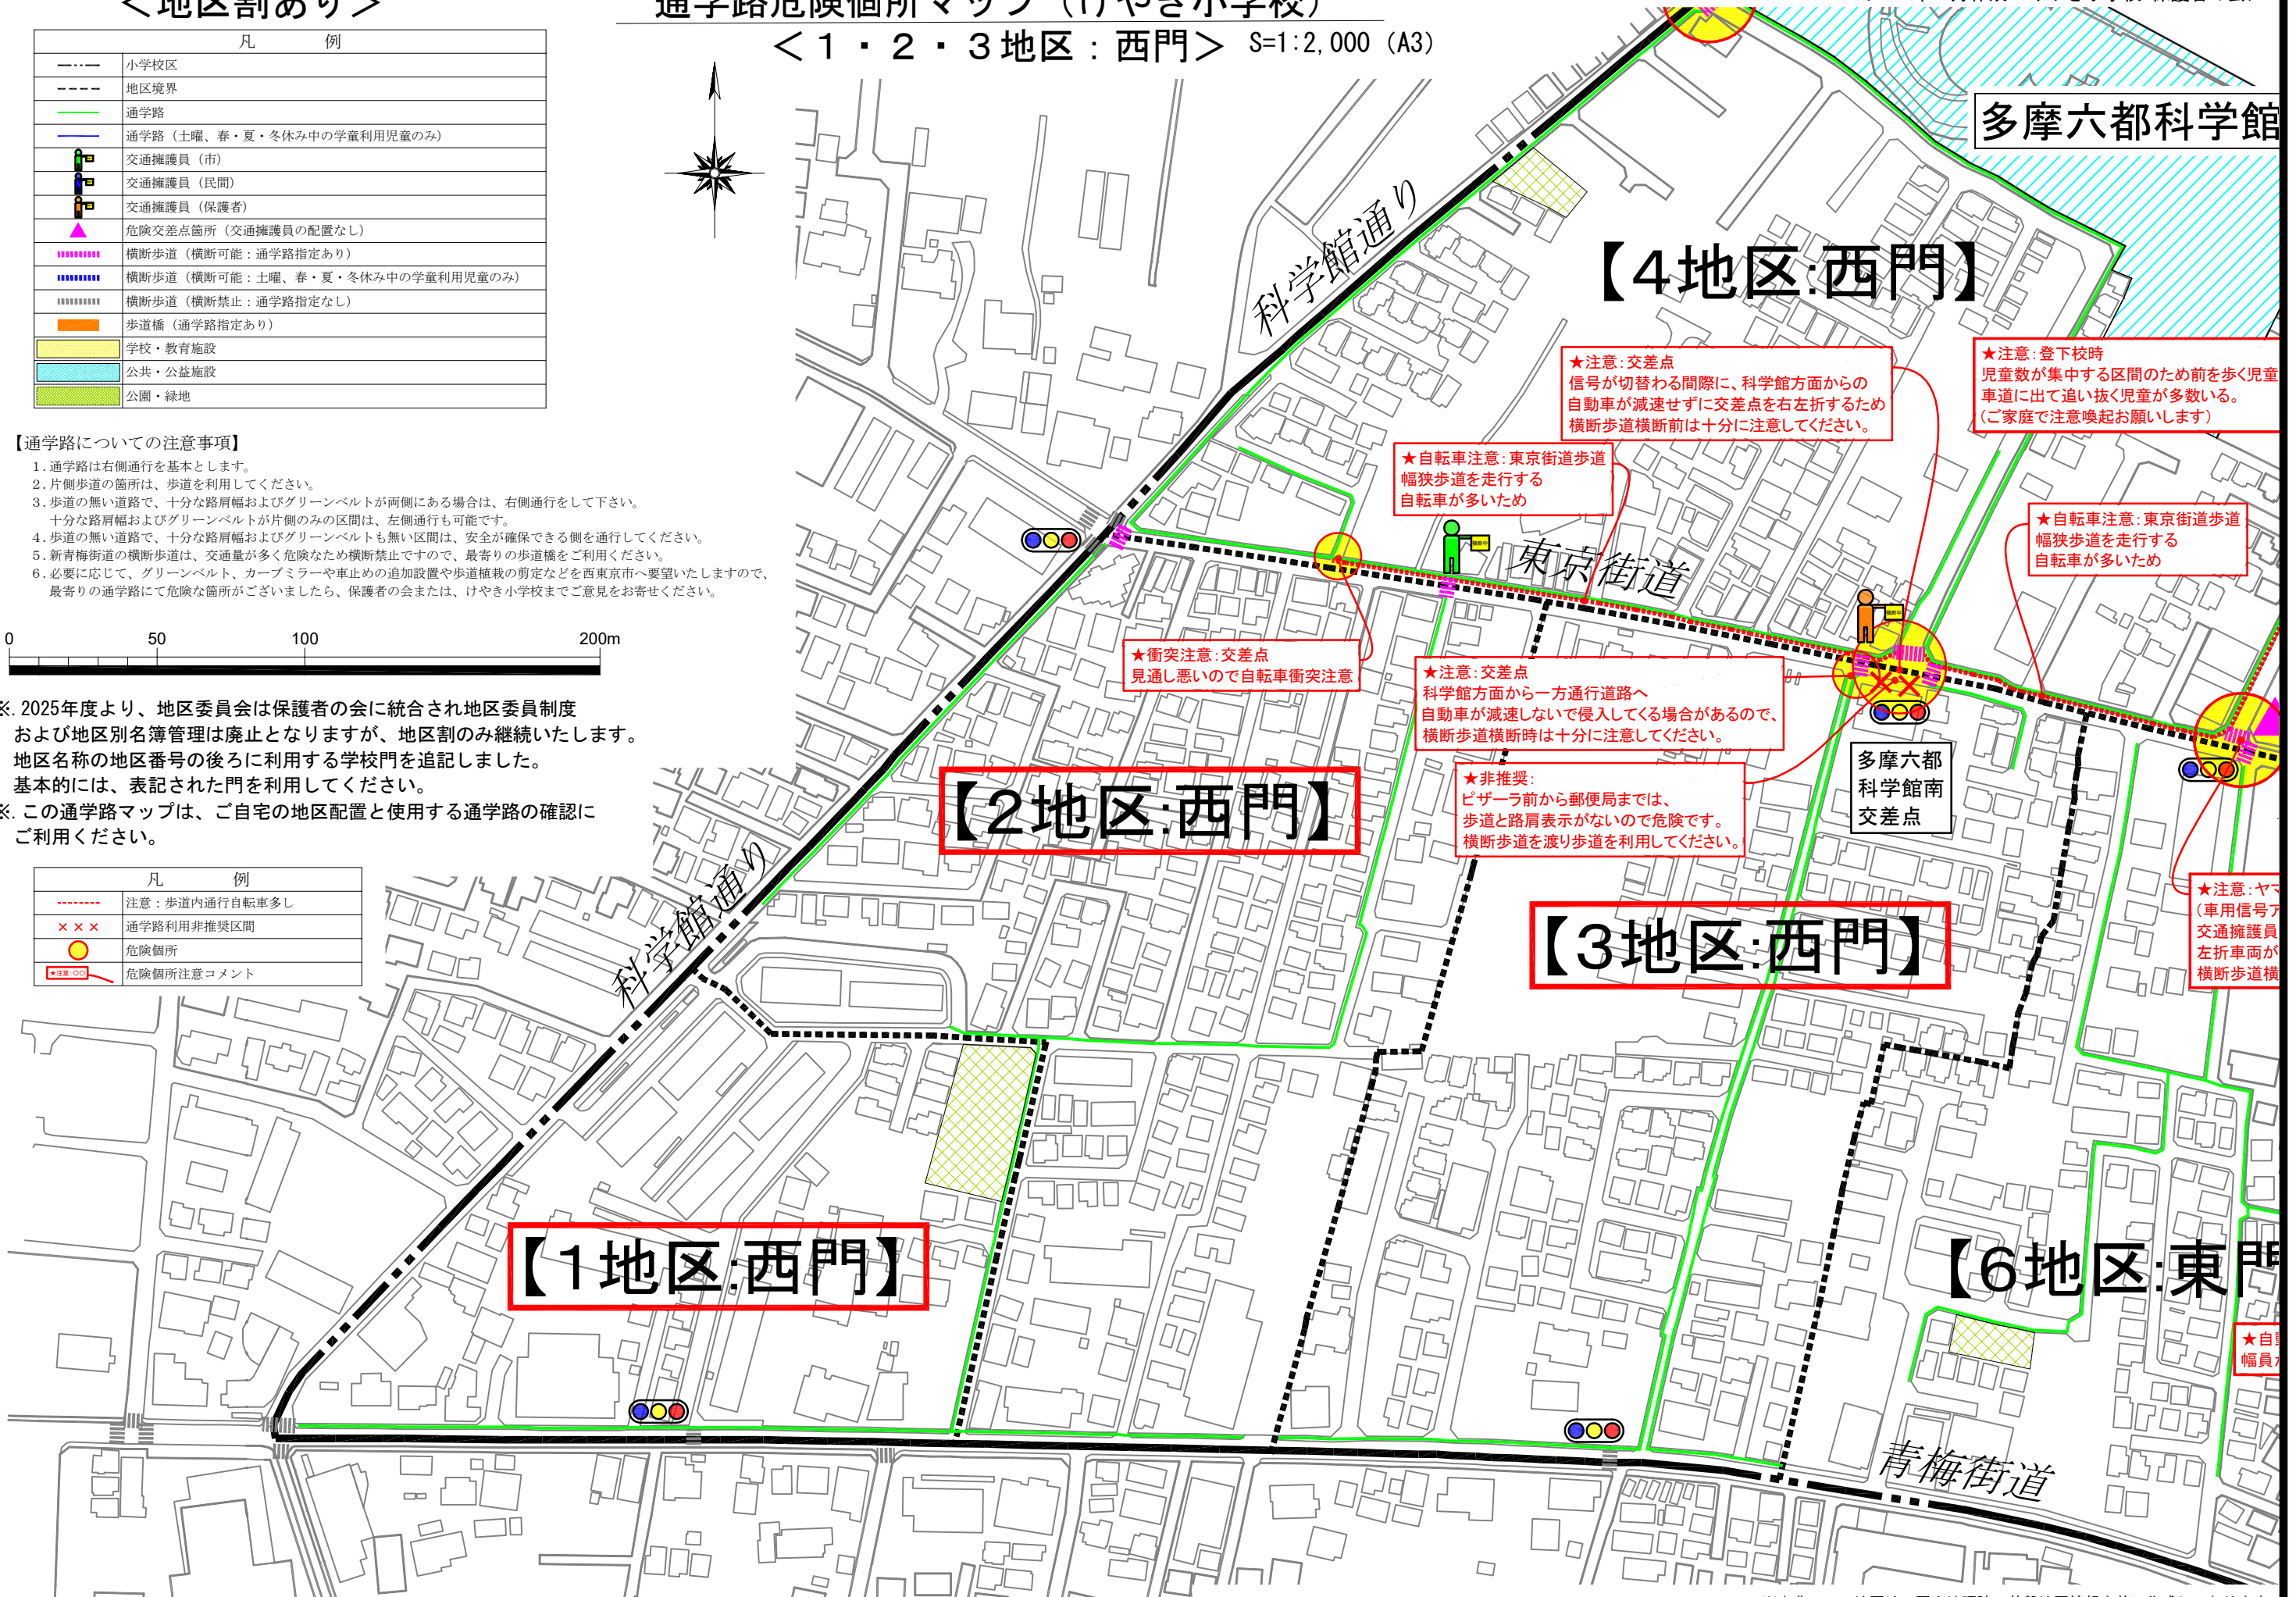 ＜地区割あり＞
通学路危険個所マップ（けやき小学校）
＜１・２・３地区：西門＞ S=1:2,000 (A3)
凡　例
小学校区
地区境界
通学路
通学路（土曜、春・夏・冬休み中の学童利用児童のみ）
交通擁護員（市）
交通擁護員（民間）
交通擁護員（保護者）
危険交差点箇所（交通擁護員の配置なし）
横断歩道（横断可能：通学路指定あり）
横断歩道（横断可能：土曜、春・夏・冬休み中の学童利用児童のみ）
横断歩道（横断禁止：通学路指定なし）
歩道橋（通学路指定あり）
学校・教育施設
公共・公益施設
公園・緑地
【通学路についての注意事項】
1．通学路は右側通行を基本とします。
2．片側歩道の箇所は、歩道を利用してください。
3．歩道の無い道路で、十分な路肩幅およびグリーンベルトが両側にある場合は、右側通行をして下さい。
十分な路肩幅およびグリーンベルトが片側のみの区間は、左側通行も可能です。
4．歩道の無い道路で、十分な路肩幅およびグリーンベルトも無い区間は、安全が確保できる側を通行してください。
5．新青梅街道の横断歩道は、交通量が多く危険なため横断禁止ですので、最寄りの歩道橋をご利用ください。
6．必要に応じて、グリーンベルト、カーブミラーや車止めの追加設置や歩道植栽の剪定などを西東京市へ要望いたしますので、
最寄りの通学路にて危険な箇所がございましたら、保護者の会または、けやき小学校までご意見をお寄せください。
0 50 100 200m
※. 2025年度より、地区委員会は保護者の会に統合され地区委員制度
および地区別名簿管理は廃止となりますが、地区割のみ継続いたします。
地区名称の地区番号の後ろに利用する学校門を追記しました。
基本的には、表記された門を利用してください。
※. この通学路マップは、ご自宅の地区配置と使用する通学路の確認に
ご利用ください。
凡　例
注意：歩道内通行自転車多し
×××　通学路利用非推奨区間
危険個所
★注意:○○　危険個所注意コメント
多摩六都科学館
科学館通り
【4地区:西門】
★注意:交差点
信号が切替わる間際に、科学館方面からの
自動車が減速せずに交差点を右左折するため
横断歩道横断前は十分に注意してください。
★注意:登下校時
児童数が集中する区間のため前を歩く児童
車道に出て追い抜く児童が多数いる。
(ご家庭で注意喚起お願いします)
★自転車注意:東京街道歩道
幅狭歩道を走行する
自転車が多いため
★自転車注意:東京街道歩道
幅狭歩道を走行する
自転車が多いため
横断中
東京街道
横断中
★衝突注意:交差点
見通し悪いので自転車衝突注意
★注意:交差点
科学館方面から一方通行道路へ
自動車が減速しないで侵入してくる場合があるので、
横断歩道横断時は十分に注意してください。
★非推奨:
ピザーラ前から郵便局までは、
歩道と路肩表示がないので危険です。
横断歩道を渡り歩道を利用してください。
多摩六都
科学館南
交差点
【2地区:西門】
科学館通り
【3地区:西門】
★注意:ヤマ
(車用信号ア
交通擁護員
左折車両が
横断歩道横
【1地区:西門】
【6地区:東門
★自動
幅員が
青梅街道